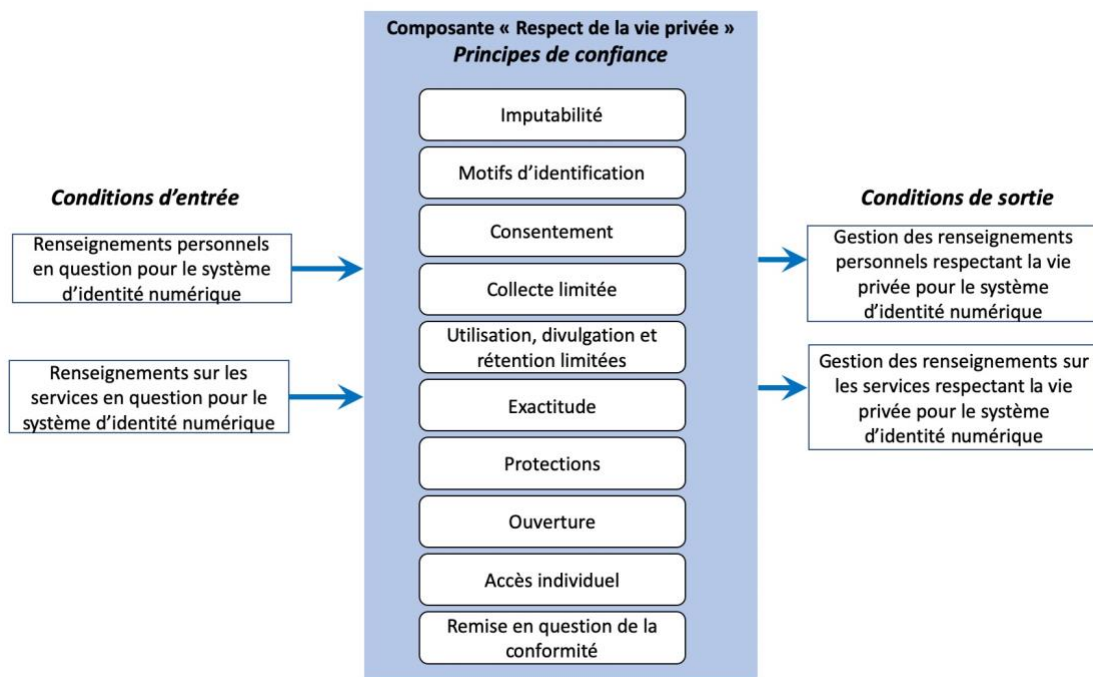 Composante « Respect de la vie privée »
Principes de confiance
Imputabilité
Motifs d’identification
Consentement
Collecte limitée
Utilisation, divulgation et
rétention limitées
Exactitude
Protections
Ouverture
Accès individuel
Remise en question de la
conformité
Conditions d’entrée
Renseignements personnels
en question pour le système
d’identité numérique
Renseignements sur les
services en question pour le
système d’identité numérique
Conditions de sortie
Gestion des renseignements
personnels respectant la vie
privée pour le système
d’identité numérique
Gestion des renseignements sur
les services respectant la vie
privée pour le système
d’identité numérique